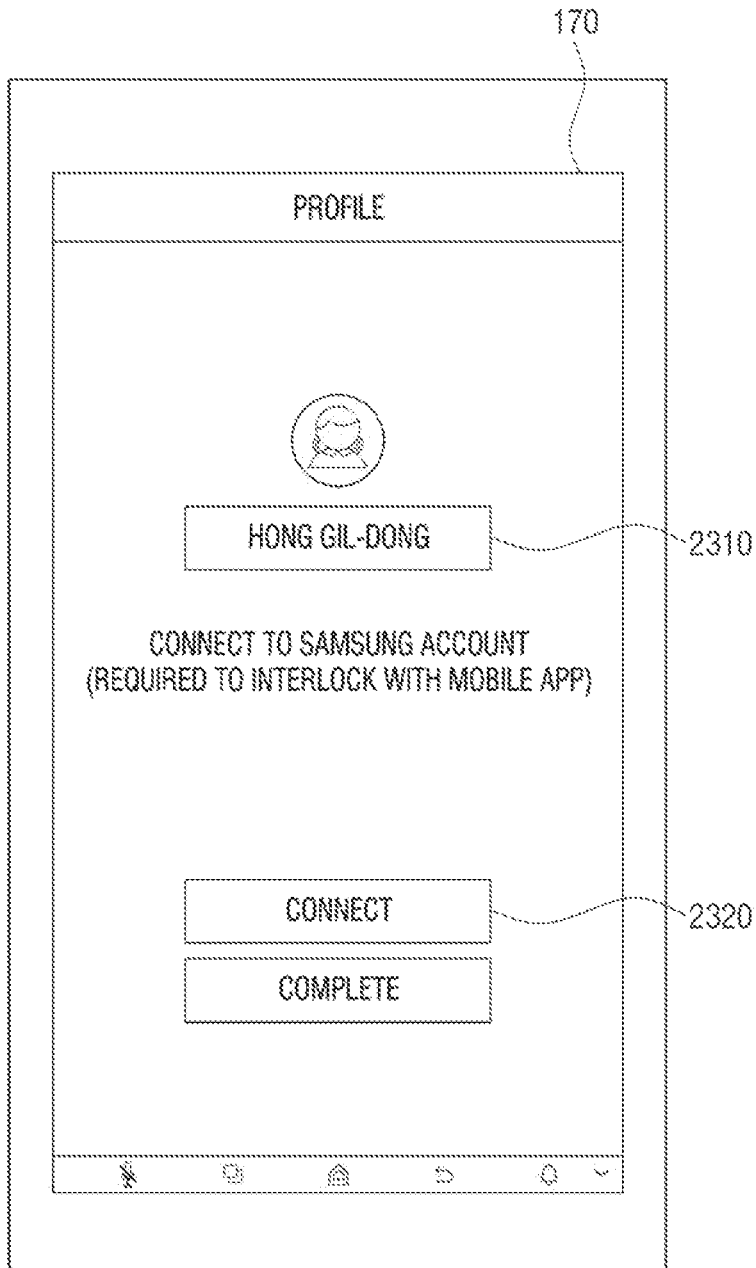 170
PROFILE
HONG GIL-DONG
2310
CONNECT TO SAMSUNG ACCOUNT
(REQUIRED TO INTERLOCK WITH MOBILE APP)
CONNECT
2320
COMPLETE